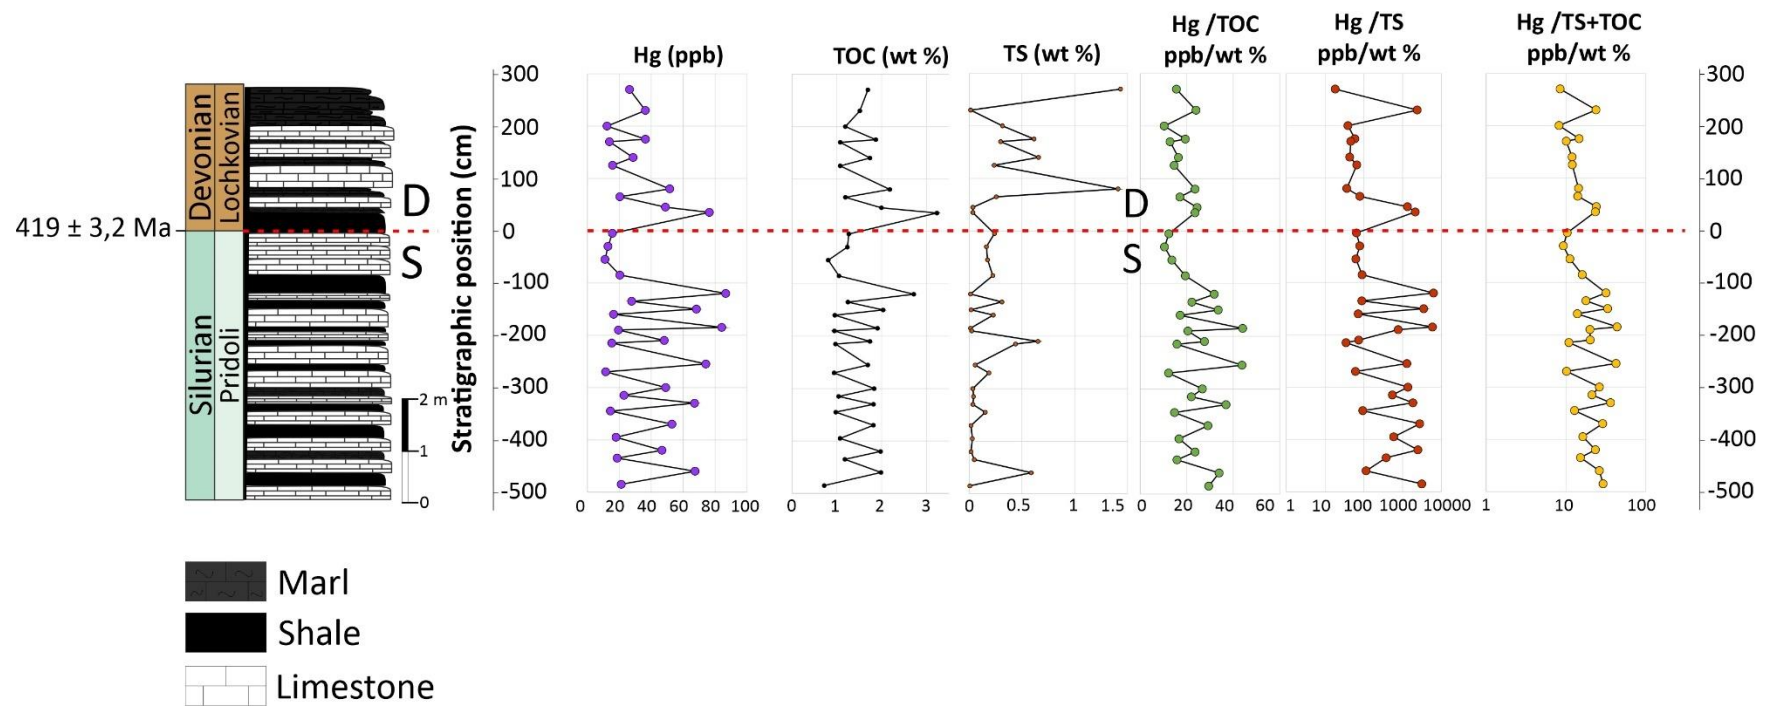 Hg (ppb)
TOC (wt %)
TS (wt %)
Hg /TOC
ppb/wt %
Hg /TS
ppb/wt %
Hg /TS+TOC
ppb/wt %
300
200
100
0
-100
-200
-300
-400
-500
Stratigraphic position (cm)
Devonian
Lochkovian
Silurian
Pridoli
419 ± 3,2 Ma
D
S
2 m
1
0
D
S
300
200
100
0
-100
-200
-300
-400
-500
0 20 40 60 80 100
0 1 2 3
0 0.5 1 1.5
0 20 40 60
1 10 100 1000 10000
1 10 100
Marl
Shale
Limestone